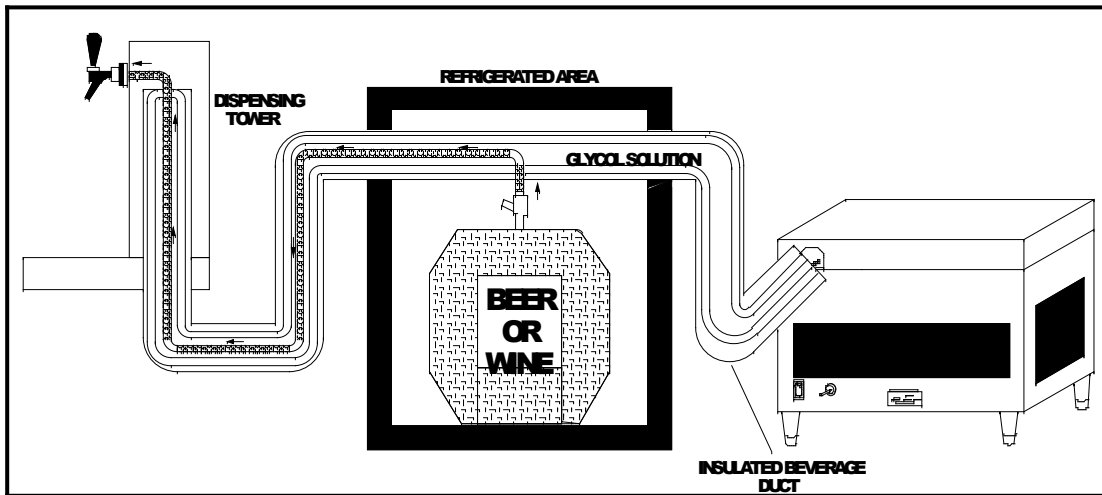 REFRIGERATED AREA
DISPENSING
TOWER
GLYCOL SOLUTION
BEER
OR
WINE
INSULATED BEVERAGE
DUCT